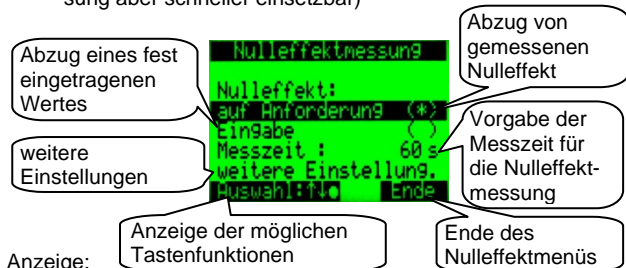 sung aber schneller einsetzbar)
Abzug eines fest
eingetragenen
Wertes
weitere
Einstellungen
Nulleffektmessung
Nulleffekt:
auf Anforderung (*)
Eingabe ( )
Messzeit : 60 s
weitere Einstellung.
Auswahl:↑↓● Ende
Abzug von
gemessenen
Nulleffekt
Vorgabe der
Messzeit für
die Nulleffekt-
messung
Anzeige der möglichen
Tastenfunktionen
Ende des
Nulleffektmenüs
Anzeige: